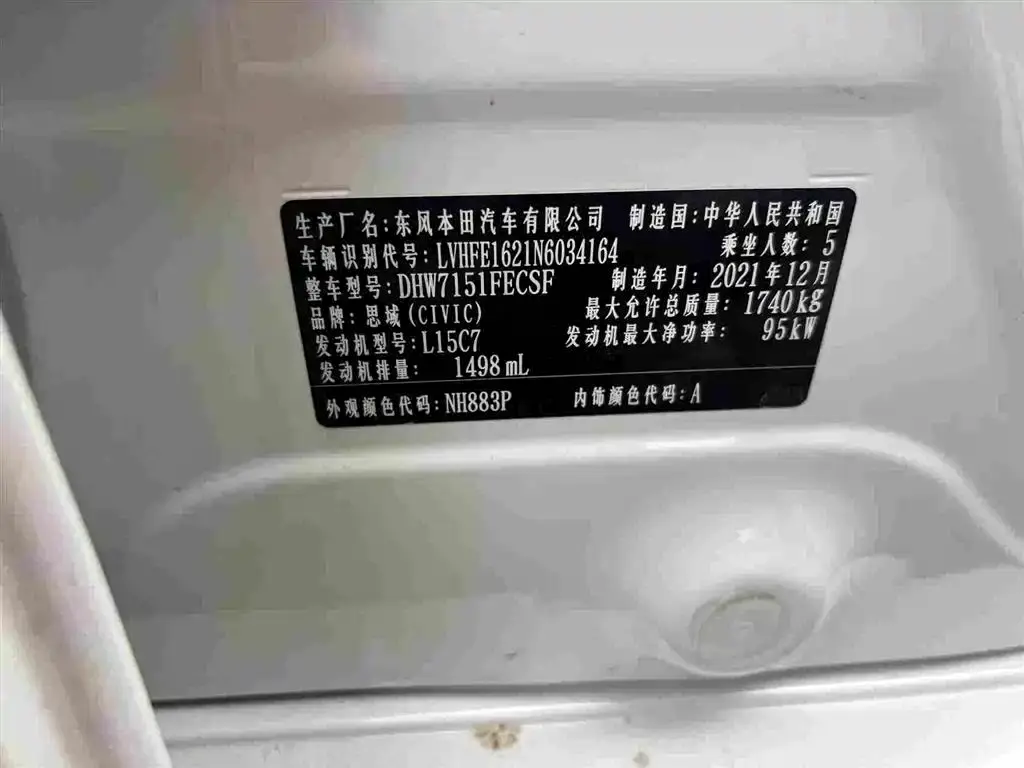 生产厂名:东风本田汽车有限公司 制造国:中华人民共和国
车辆识别代号:LVHFE1621N6034164 乘坐人数:5
整车型号:DHW7151FECSF 制造年月:2021年12月
品牌:思域(CIVIC) 最大允许总质量:1740kg
发动机型号:L15C7 发动机最大净功率:95kW
发动机排量: 1498mL
外观颜色代码:NH883P 内饰颜色代码:A